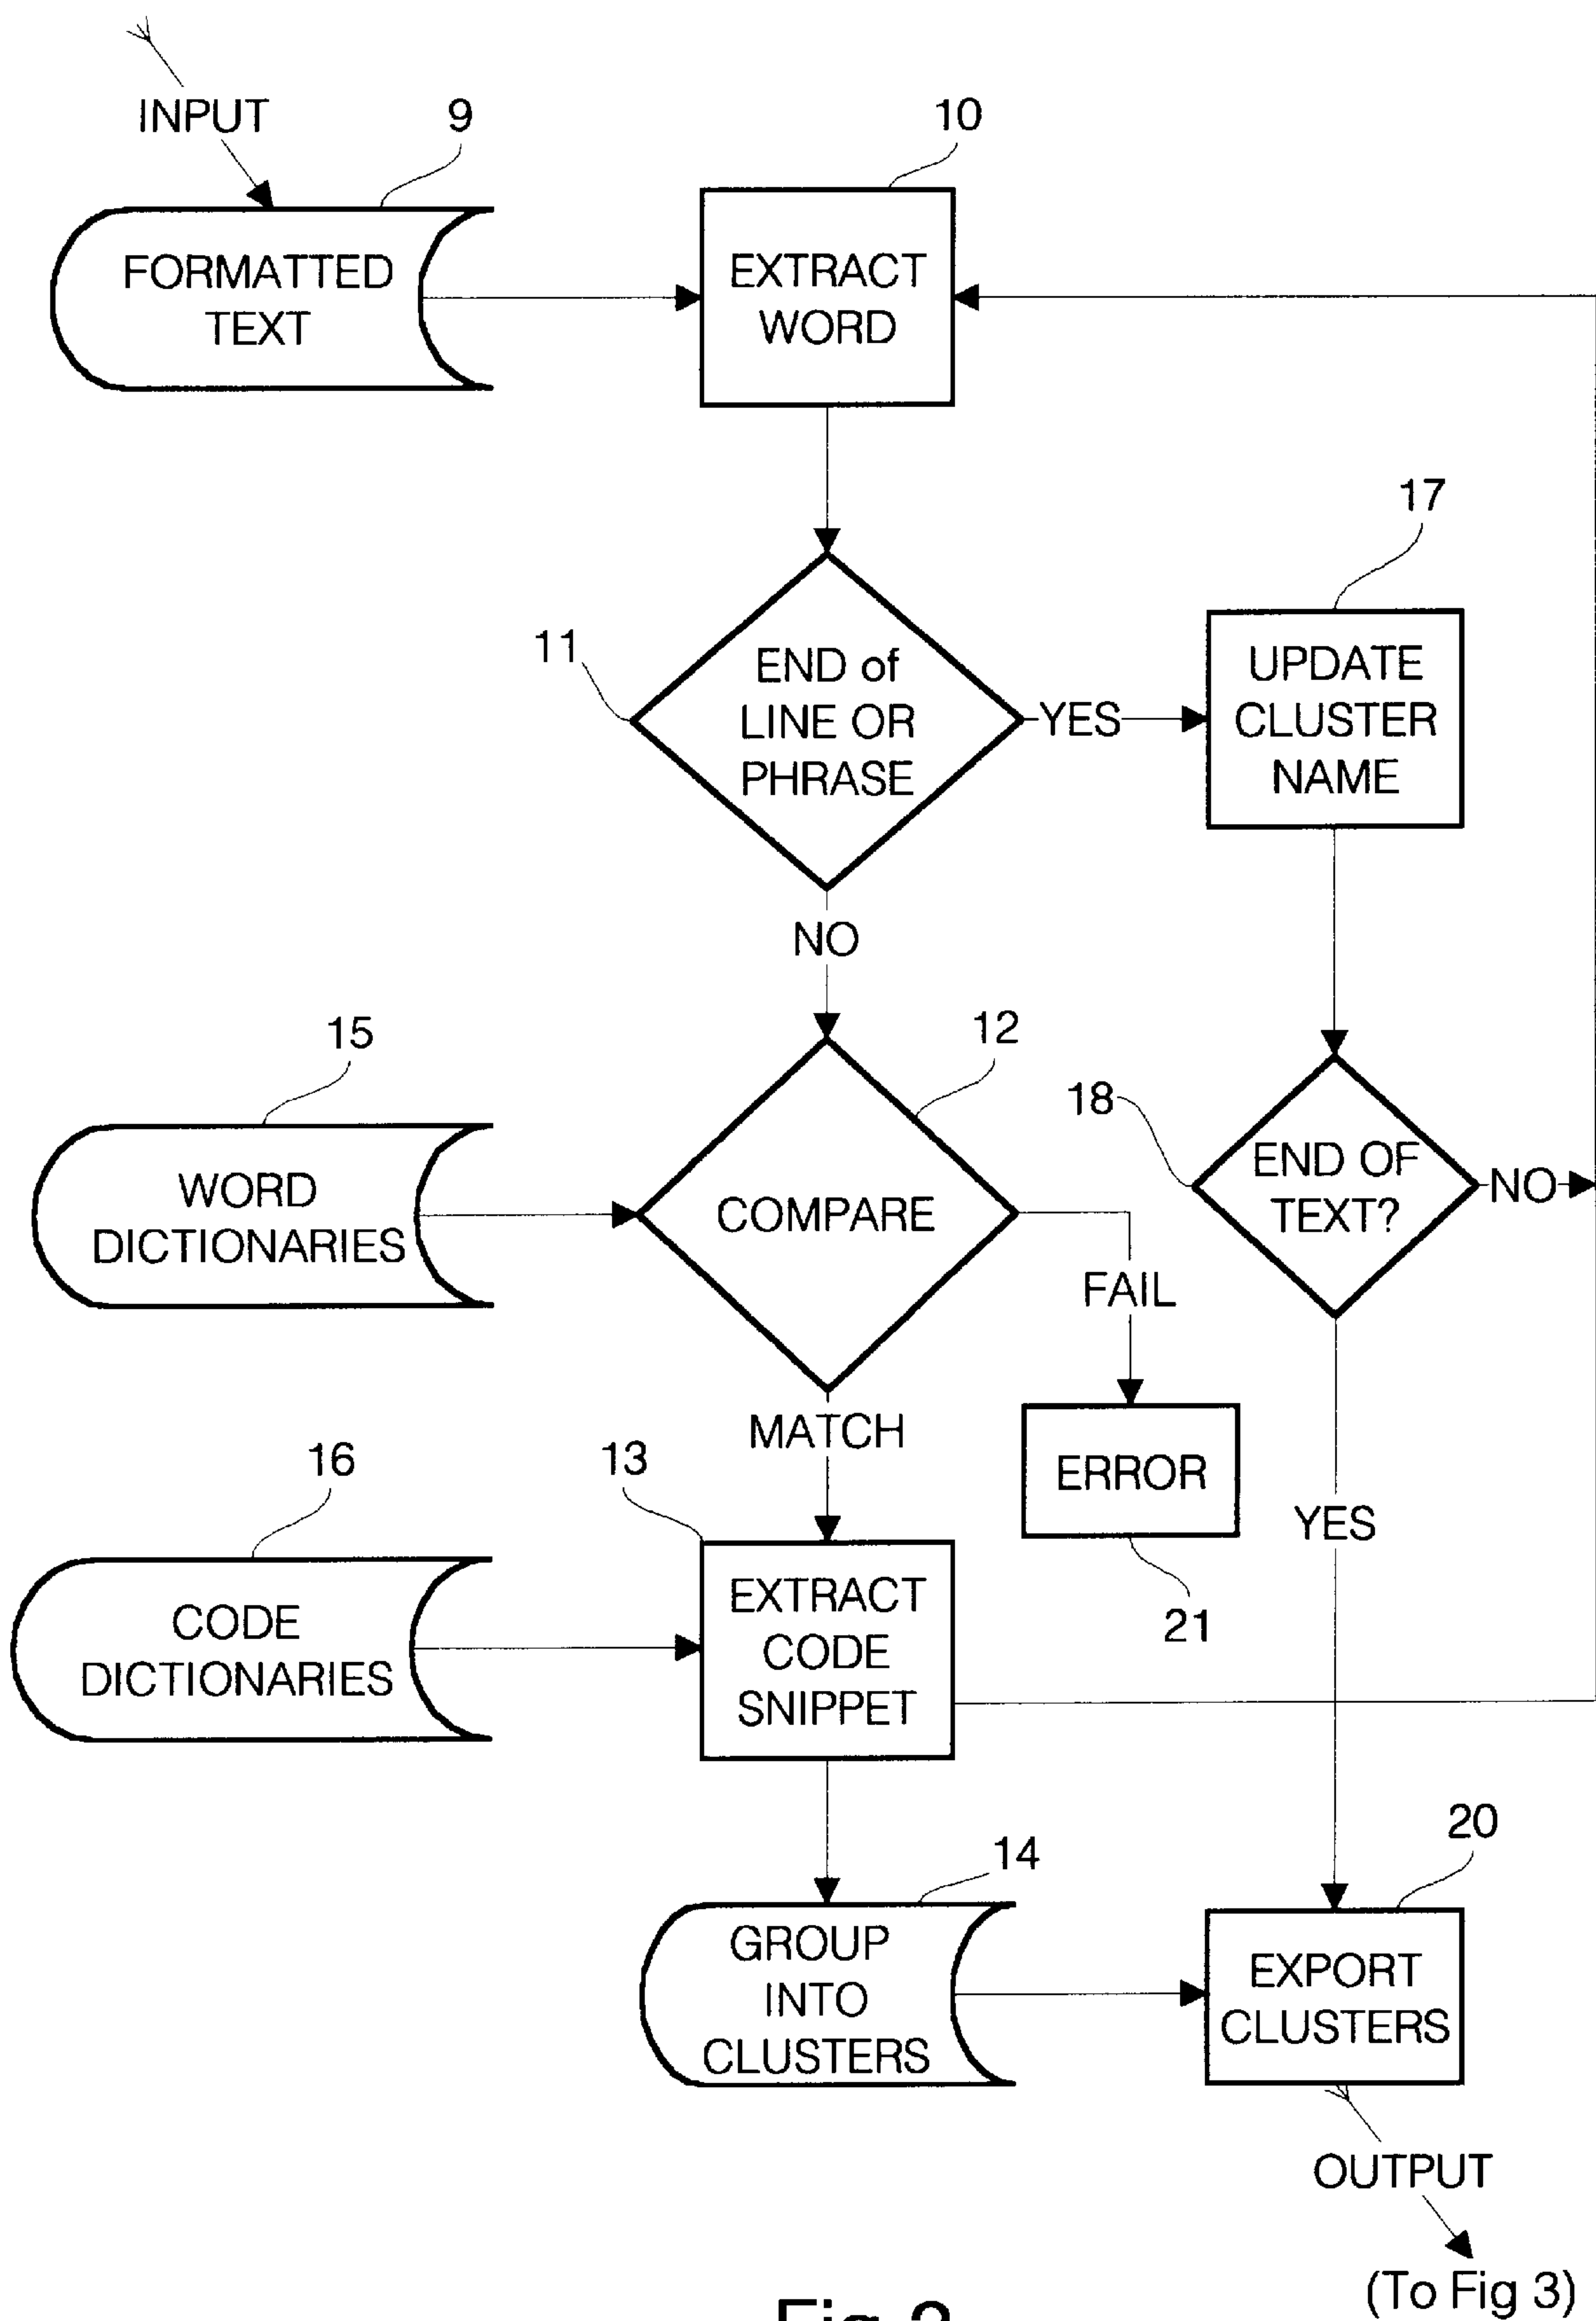 INPUT
9
10
FORMATTED
TEXT
EXTRACT
WORD
17
11
END of
LINE OR
PHRASE
YES
UPDATE
CLUSTER
NAME
NO
15
12
18
WORD
DICTIONARIES
COMPARE
END OF
TEXT?
NO
FAIL
MATCH
ERROR
16
13
YES
21
CODE
DICTIONARIES
EXTRACT
CODE
SNIPPET
14
20
GROUP
INTO
CLUSTERS
EXPORT
CLUSTERS
OUTPUT
(To Fig 3)